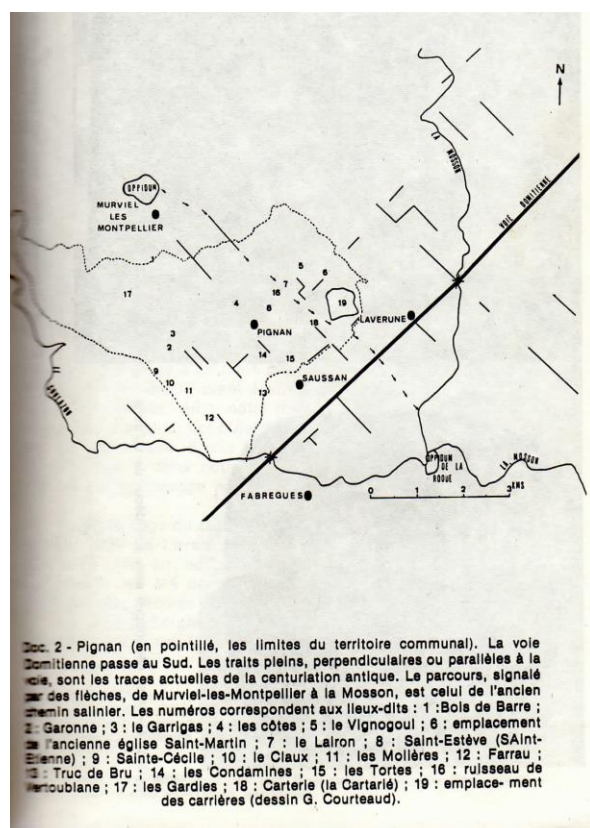 N
LA MOSSON
VOIE DOMITIENNE
OPPIDUM
MURVIEL
LES
MONTPELLIER
5
6
7
17
16
4
8
19
18
LAVERUNE
PIGNAN
3
2
14
15
9
SAUSSAN
10
11
13
12
LE COULAZOU
OPPIDUM
DE LA
ROQUE
LA MOSSON
FABREGUES
0 1 2 3 KMS
Doc. 2 - Pignan (en pointillé, les limites du territoire communal). La voie
Domitienne passe au Sud. Les traits pleins, perpendiculaires ou parallèles à la
voie, sont les traces actuelles de la centuriation antique. Le parcours, signalé
par des flèches, de Murviel-les-Montpellier à la Mosson, est celui de l'ancien
chemin salinier. Les numéros correspondent aux lieux-dits : 1 :Bois de Barre ;
2 : Garonne ; 3 : le Garrigas ; 4 : les côtes ; 5 : le Vignogoul ; 6 : emplacement
de l'ancienne église Saint-Martin ; 7 : le Lairon ; 8 : Saint-Estève (SAint-
Etienne) ; 9 : Sainte-Cécile ; 10 : le Claux ; 11 : les Molières ; 12 : Farrau ;
13 : Truc de Bru ; 14 : les Condamines ; 15 : les Tortes ; 16 : ruisseau de
Vertoublane ; 17 : les Gardies ; 18 : Carterie (la Cartarié) ; 19 : emplace- ment
des carrières (dessin G. Courteaud).